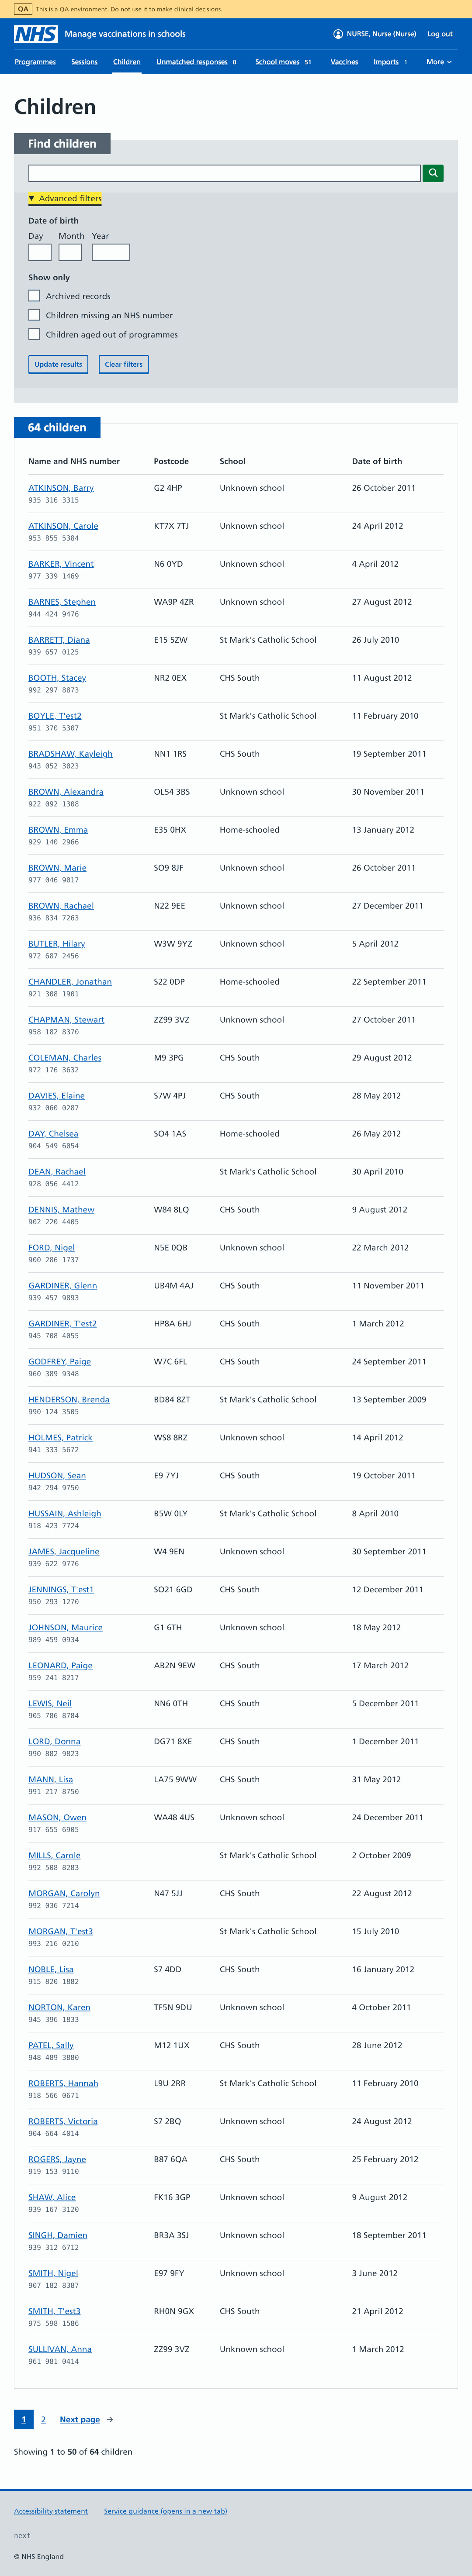 QA This is a QA environment. Do not use it to make clinical decisions.
NHS Manage vaccinations in schools NURSE, Nurse (Nurse) Log out
Programmes Sessions Children Unmatched responses 0 School moves 51 Vaccines Imports 1 More
Children
Find children
Advanced filters
Date of birth
Day Month Year
Show only
Archived records
Children missing an NHS number
Children aged out of programmes
Update results Clear filters
64 children
Name and NHS number Postcode School Date of birth
ATKINSON, Barry G2 4HP Unknown school 26 October 2011
935 316 3315
ATKINSON, Carole KT7X 7TJ Unknown school 24 April 2012
953 855 5384
BARKER, Vincent N6 0YD Unknown school 4 April 2012
977 339 1469
BARNES, Stephen WA9P 4ZR Unknown school 27 August 2012
944 424 9476
BARRETT, Diana E15 5ZW St Mark's Catholic School 26 July 2010
939 657 0125
BOOTH, Stacey NR2 0EX CHS South 11 August 2012
992 297 8873
BOYLE, T'est2 St Mark's Catholic School 11 February 2010
951 370 5307
BRADSHAW, Kayleigh NN1 1RS CHS South 19 September 2011
943 052 3023
BROWN, Alexandra OL54 3BS Unknown school 30 November 2011
922 092 1308
BROWN, Emma E35 0HX Home-schooled 13 January 2012
929 140 2966
BROWN, Marie SO9 8JF Unknown school 26 October 2011
977 046 9017
BROWN, Rachael N22 9EE Unknown school 27 December 2011
936 834 7263
BUTLER, Hilary W3W 9YZ Unknown school 5 April 2012
972 687 2456
CHANDLER, Jonathan S22 0DP Home-schooled 22 September 2011
921 308 1901
CHAPMAN, Stewart ZZ99 3VZ Unknown school 27 October 2011
958 182 8370
COLEMAN, Charles M9 3PG CHS South 29 August 2012
972 176 3632
DAVIES, Elaine S7W 4PJ CHS South 28 May 2012
932 060 0287
DAY, Chelsea SO4 1AS Home-schooled 26 May 2012
904 549 6054
DEAN, Rachael St Mark's Catholic School 30 April 2010
928 056 4412
DENNIS, Mathew W84 8LQ CHS South 9 August 2012
902 220 4405
FORD, Nigel N5E 0QB Unknown school 22 March 2012
900 286 1737
GARDINER, Glenn UB4M 4AJ CHS South 11 November 2011
939 457 9893
GARDINER, T'est2 HP8A 6HJ CHS South 1 March 2012
945 708 4055
GODFREY, Paige W7C 6FL CHS South 24 September 2011
960 389 9348
HENDERSON, Brenda BD84 8ZT St Mark's Catholic School 13 September 2009
990 124 3505
HOLMES, Patrick WS8 8RZ Unknown school 14 April 2012
941 333 5672
HUDSON, Sean E9 7YJ CHS South 19 October 2011
942 294 9750
HUSSAIN, Ashleigh B5W 0LY St Mark's Catholic School 8 April 2010
918 423 7724
JAMES, Jacqueline W4 9EN Unknown school 30 September 2011
939 622 9776
JENNINGS, T'est1 SO21 6GD CHS South 12 December 2011
950 293 1270
JOHNSON, Maurice G1 6TH Unknown school 18 May 2012
989 459 0934
LEONARD, Paige AB2N 9EW CHS South 17 March 2012
959 241 8217
LEWIS, Neil NN6 0TH CHS South 5 December 2011
905 786 8784
LORD, Donna DG71 8XE CHS South 1 December 2011
990 882 9823
MANN, Lisa LA75 9WW CHS South 31 May 2012
991 217 8750
MASON, Owen WA48 4US Unknown school 24 December 2011
917 655 6905
MILLS, Carole St Mark's Catholic School 2 October 2009
992 508 8283
MORGAN, Carolyn N47 5JJ CHS South 22 August 2012
992 036 7214
MORGAN, T'est3 St Mark's Catholic School 15 July 2010
993 216 0210
NOBLE, Lisa S7 4DD CHS South 16 January 2012
915 820 1882
NORTON, Karen TF5N 9DU Unknown school 4 October 2011
945 396 1833
PATEL, Sally M12 1UX CHS South 28 June 2012
948 489 3880
ROBERTS, Hannah L9U 2RR St Mark's Catholic School 11 February 2010
918 566 0671
ROBERTS, Victoria S7 2BQ Unknown school 24 August 2012
904 664 4014
ROGERS, Jayne B87 6QA CHS South 25 February 2012
919 153 9110
SHAW, Alice FK16 3GP Unknown school 9 August 2012
939 167 3120
SINGH, Damien BR3A 3SJ Unknown school 18 September 2011
939 312 6712
SMITH, Nigel E97 9FY Unknown school 3 June 2012
907 182 8387
SMITH, T'est3 RH0N 9GX CHS South 21 April 2012
975 598 1586
SULLIVAN, Anna ZZ99 3VZ Unknown school 1 March 2012
961 981 0414
1 2 Next page →
Showing 1 to 50 of 64 children
Accessibility statement Service guidance (opens in a new tab)
next
© NHS England